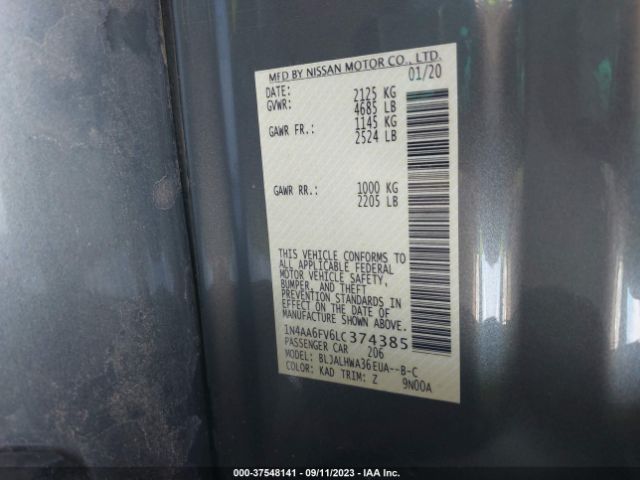 MFD BY NISSAN MOTOR CO., LTD.
DATE: 01/20
GVWR: 2125 KG
4685 LB
GAWR FR.: 1145 KG
2524 LB
GAWR RR.: 1000 KG
2205 LB
THIS VEHICLE CONFORMS TO
ALL APPLICABLE FEDERAL
MOTOR VEHICLE SAFETY,
BUMPER, AND THEFT
PREVENTION STANDARDS IN
EFFECT ON THE DATE OF
MANUFACTURE SHOWN ABOVE.
1N4AA6FV6LC374385
PASSENGER CAR 206
MODEL: BLJALHWA36EUA--B-C
COLOR: KAD TRIM: Z 9N00A
000-37548141 - 09/11/2023 - IAA Inc.